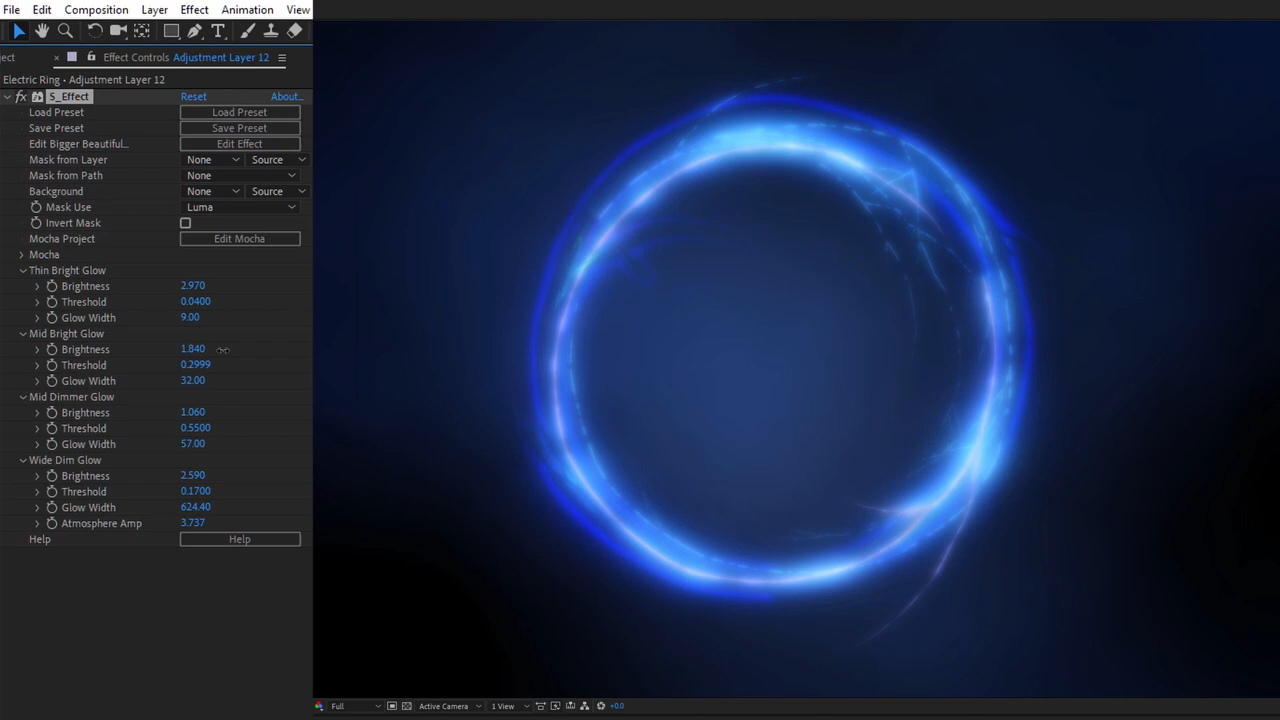 File Edit Composition Layer Effect Animation View
T
ject × Effect Controls Adjustment Layer 12
Electric Ring • Adjustment Layer 12
fx S_Effect Reset About...
Load Preset Load Preset
Save Preset Save Preset
Edit Bigger Beautiful... Edit Effect
Mask from Layer None Source
Mask from Path None
Background None Source
Mask Use Luma
Invert Mask
Mocha Project Edit Mocha
Mocha
Thin Bright Glow
Brightness 2.970
Threshold 0.0400
Glow Width 9.00
Mid Bright Glow
Brightness 1.840
Threshold 0.2999
Glow Width 32.00
Mid Dimmer Glow
Brightness 1.060
Threshold 0.5500
Glow Width 57.00
Wide Dim Glow
Brightness 2.590
Threshold 0.1700
Glow Width 624.40
Atmosphere Amp 3.737
Help Help
Full Active Camera 1 View +0.0